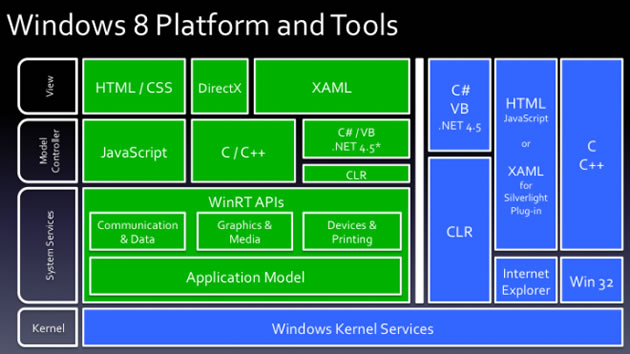 Windows 8 Platform and Tools
View
HTML / CSS
DirectX
XAML
Model
Controller
JavaScript
C / C++
C# / VB
.NET 4.5*
CLR
System Services
WinRT APIs
Communication
& Data
Graphics &
Media
Devices &
Printing
Application Model
C#
VB
.NET 4.5
CLR
HTML
JavaScript
or
XAML
for
Silverlight
Plug-in
Internet
Explorer
C
C++
Win 32
Kernel
Windows Kernel Services